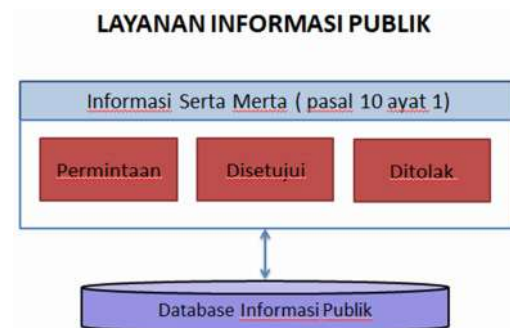 LAYANAN INFORMASI PUBLIK
Informasi Serta Merta ( pasal 10 ayat 1)
Permintaan Disetujui Ditolak
Database Informasi Publik